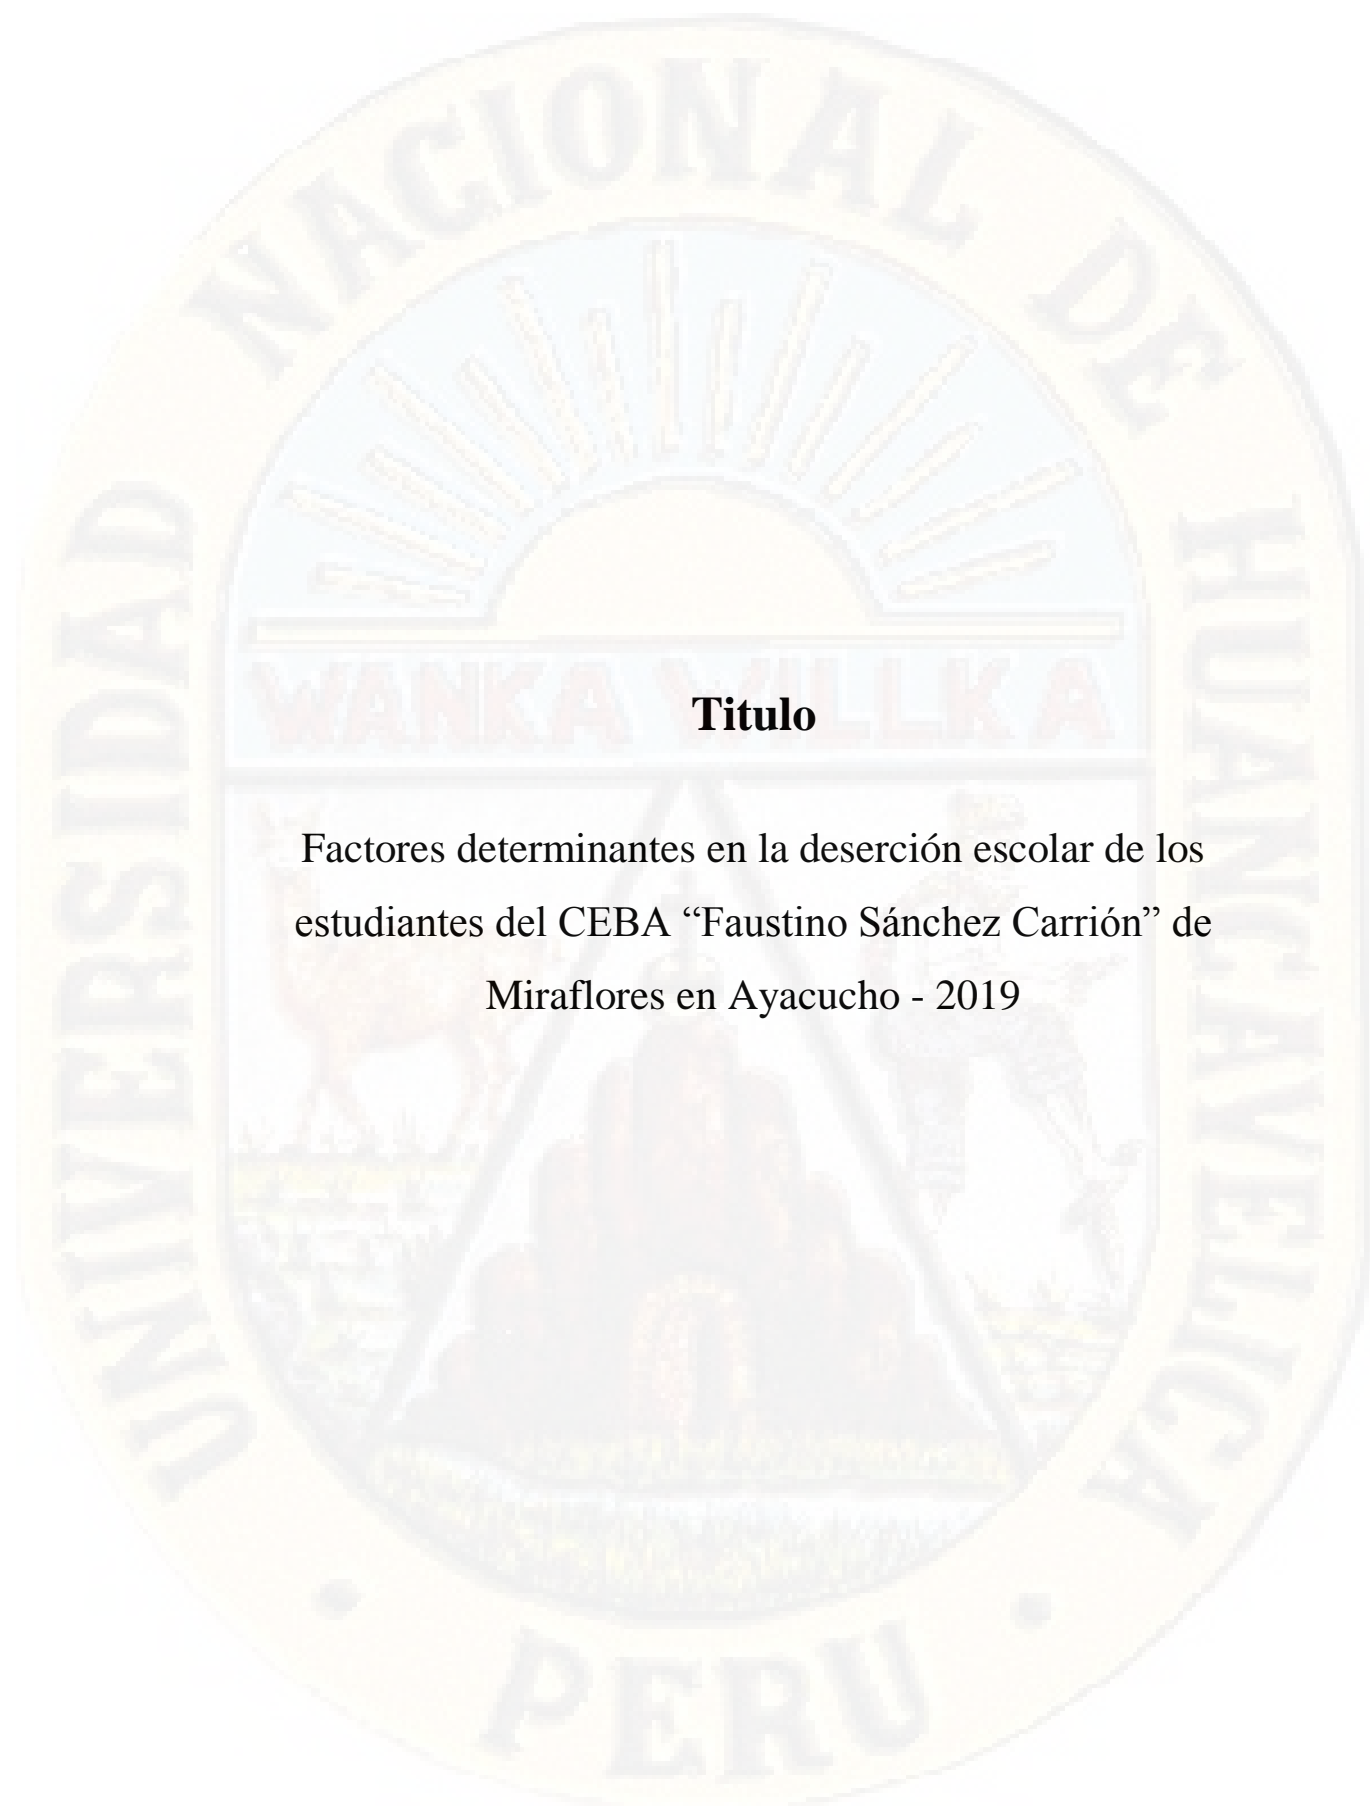 UNIVERSIDAD NACIONAL DE HUANCAVELICA
WANKA WILLKA
Titulo
Factores determinantes en la deserción escolar de los
estudiantes del CEBA “Faustino Sánchez Carrión” de
Miraflores en Ayacucho - 2019
PERU